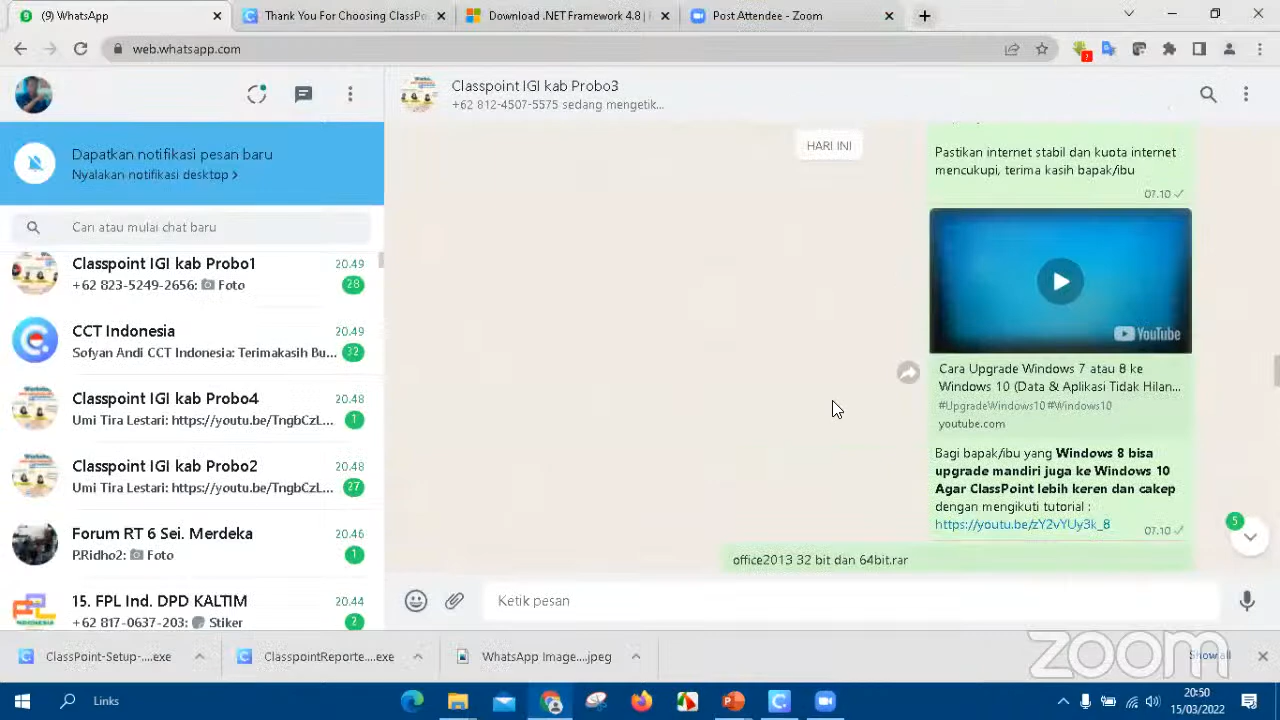 WhatsApp
Thank You For Choosing ClassPo
Download .NET Framework 4.8 |
Post Attendee - Zoom
web.whatsapp.com
Classpoint IGI kab Probo3
+62 812-4507-5575 sedang mengetik...
Dapatkan notifikasi pesan baru
Nyalakan notifikasi desktop >
Cari atau mulai chat baru
Classpoint IGI kab Probo1
20.49
+62 823-5249-2656: Foto
28
CCT Indonesia
20.49
Sofyan Andi CCT Indonesia: Terimakasih Bu...
32
Classpoint IGI kab Probo4
20.48
Umi Tira Lestari: https://youtu.be/TngbCzL...
1
Classpoint IGI kab Probo2
20.48
Umi Tira Lestari: https://youtu.be/TngbCzL...
27
Forum RT 6 Sei. Merdeka
20.46
P.Ridho2: Foto
1
15. FPL Ind. DPD KALTIM
20.44
+62 817-0637-203: Stiker
2
HARI INI
Pastikan internet stabil dan kuota internet
mencukupi, terima kasih bapak/ibu
07.10
YouTube
Cara Upgrade Windows 7 atau 8 ke
Windows 10 (Data & Aplikasi Tidak Hilan...
#UpgradeWindows10 #Windows10
youtube.com
Bagi bapak/ibu yang Windows 8 bisa
upgrade mandiri juga ke Windows 10
Agar ClassPoint lebih keren dan cakep
dengan mengikuti tutorial :
https://youtu.be/zY2vYUy3k_8
07.10
5
office2013 32 bit dan 64bit.rar
Ketik pesan
ClassPoint-Setup-....exe
ClasspointReporte....exe
WhatsApp Image....jpeg
Show all
zoom
Links
20:50
15/03/2022